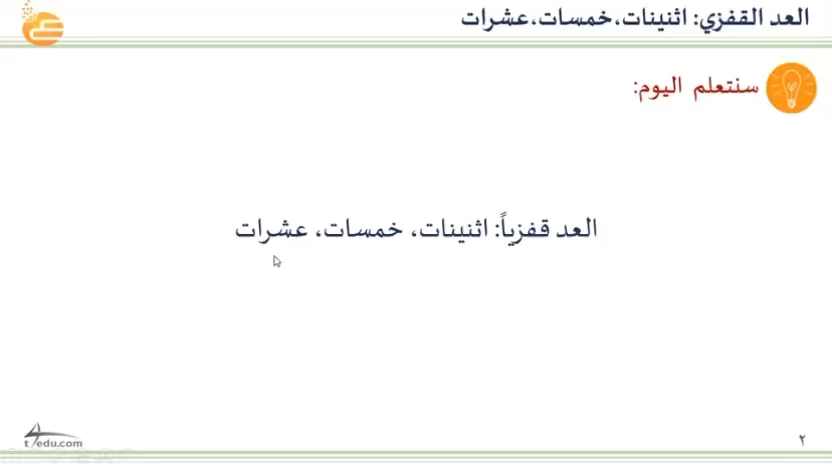 العد القفزي: اثنينات،خمسات،عشرات
سنتعلم اليوم:
العد قفزياً: اثنينات، خمسات، عشرات
t4edu.com
٢